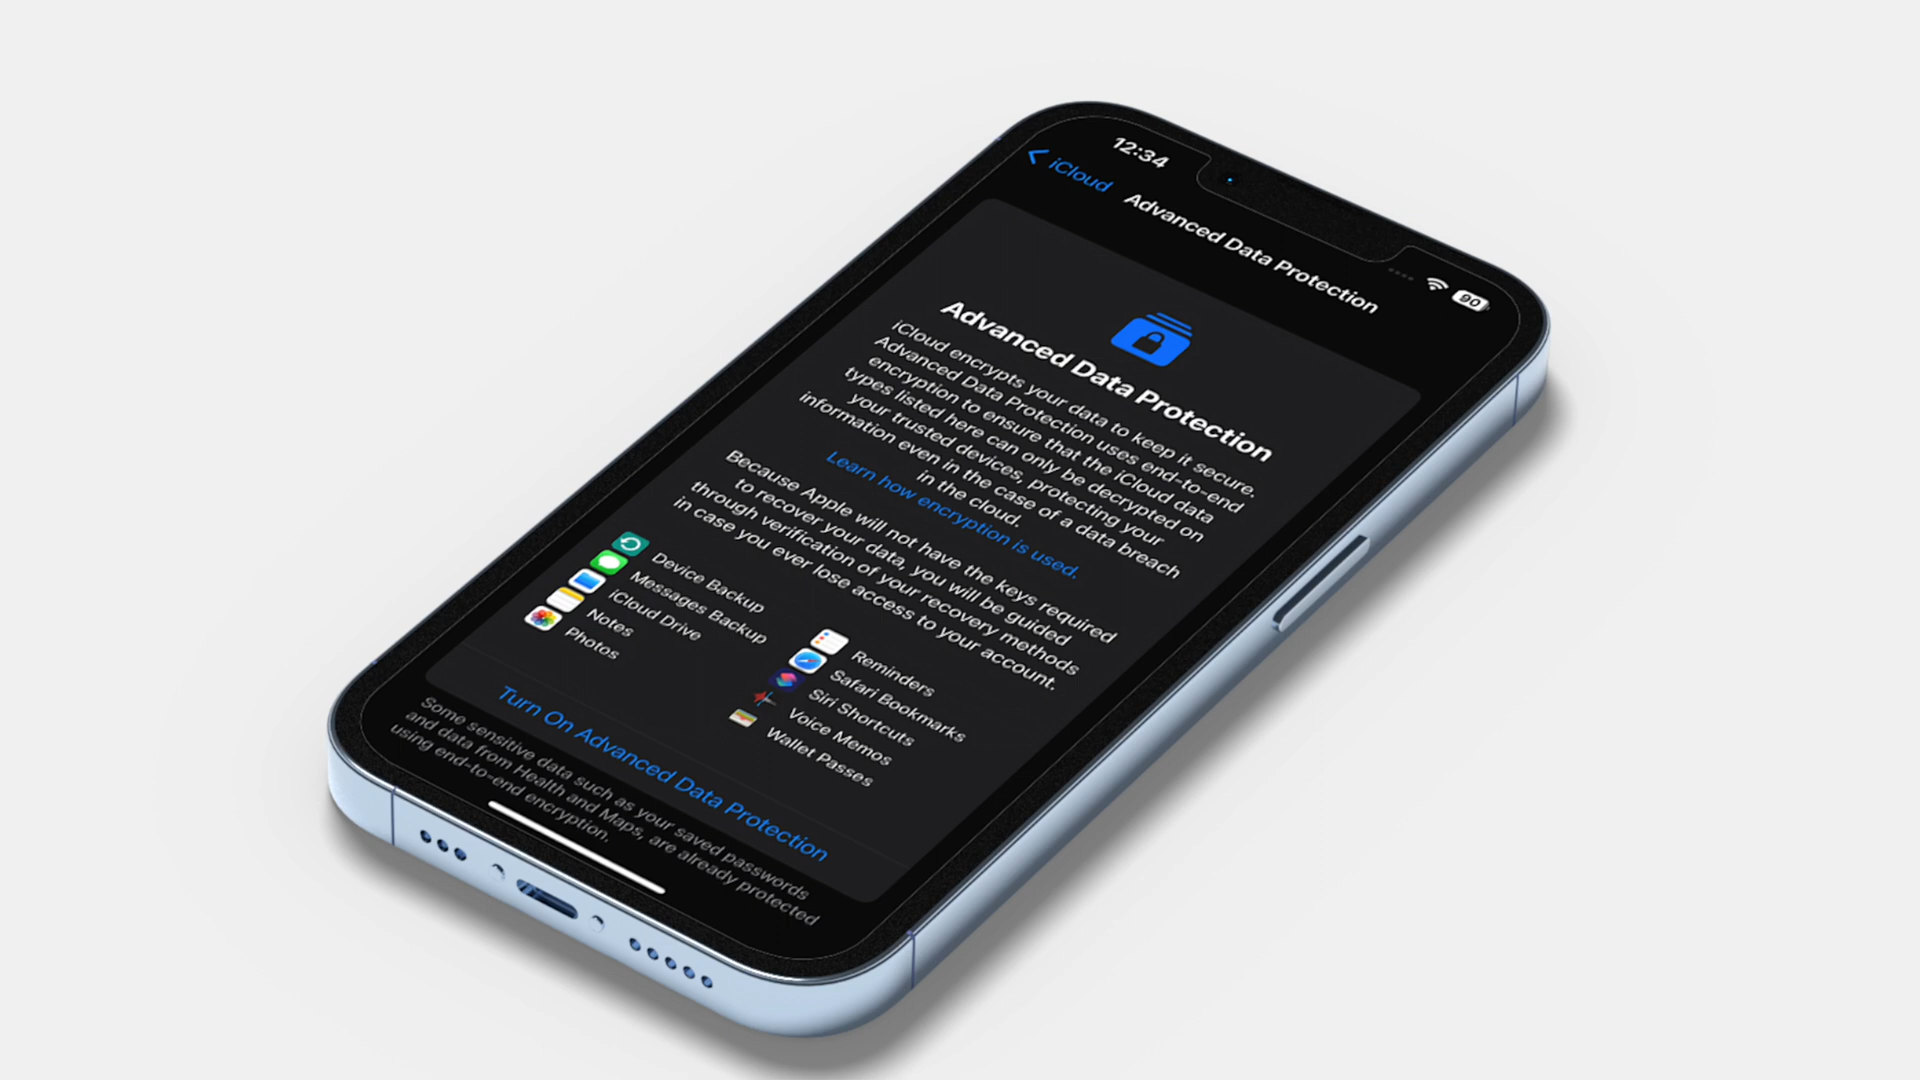 12:34
90
iCloud
Advanced Data Protection
Advanced Data Protection
iCloud encrypts your data to keep it secure.
Advanced Data Protection uses end-to-end
encryption to ensure that the iCloud data
types listed here can only be decrypted on
your trusted devices, protecting your
information even in the case of a data breach
in the cloud.
Learn how encryption is used.
Because Apple will not have the keys required
to recover your data, you will be guided
through verification of your recovery methods
in case you ever lose access to your account.
Device Backup
Messages Backup
iCloud Drive
Notes
Photos
Reminders
Safari Bookmarks
Siri Shortcuts
Voice Memos
Wallet Passes
Turn On Advanced Data Protection
Some sensitive data such as your saved passwords
and data from Health and Maps, are already protected
using end-to-end encryption.